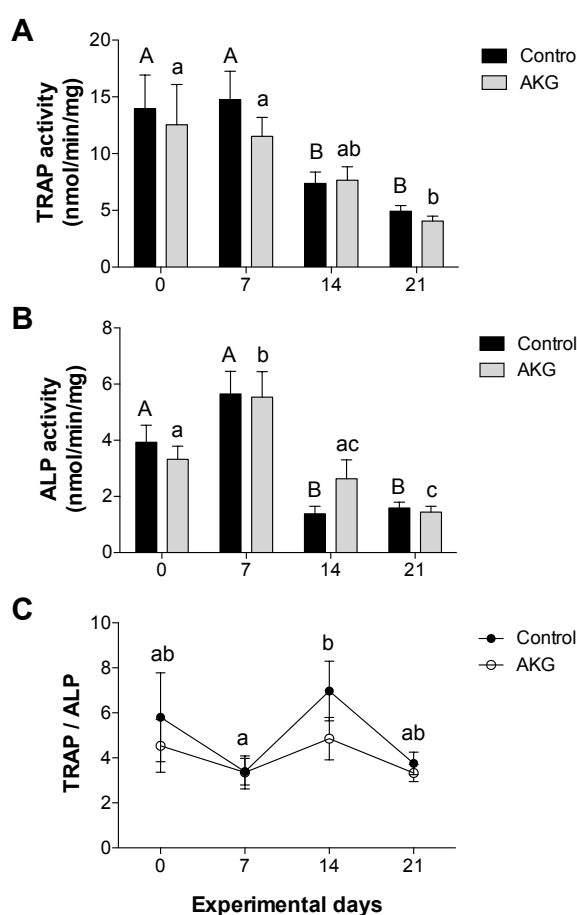 A
TRAP activity
(nmol/min/mg)
20
15
10
5
0
A
a
A
a
B
ab
B
b
0
7
14
21
Contro
AKG
B
ALP activity
(nmol/min/mg)
8
6
4
2
0
A
a
A
b
B
ac
B
c
0
7
14
21
Control
AKG
C
TRAP / ALP
10
8
6
4
2
0
ab
a
b
ab
0
7
14
21
Control
AKG
Experimental days